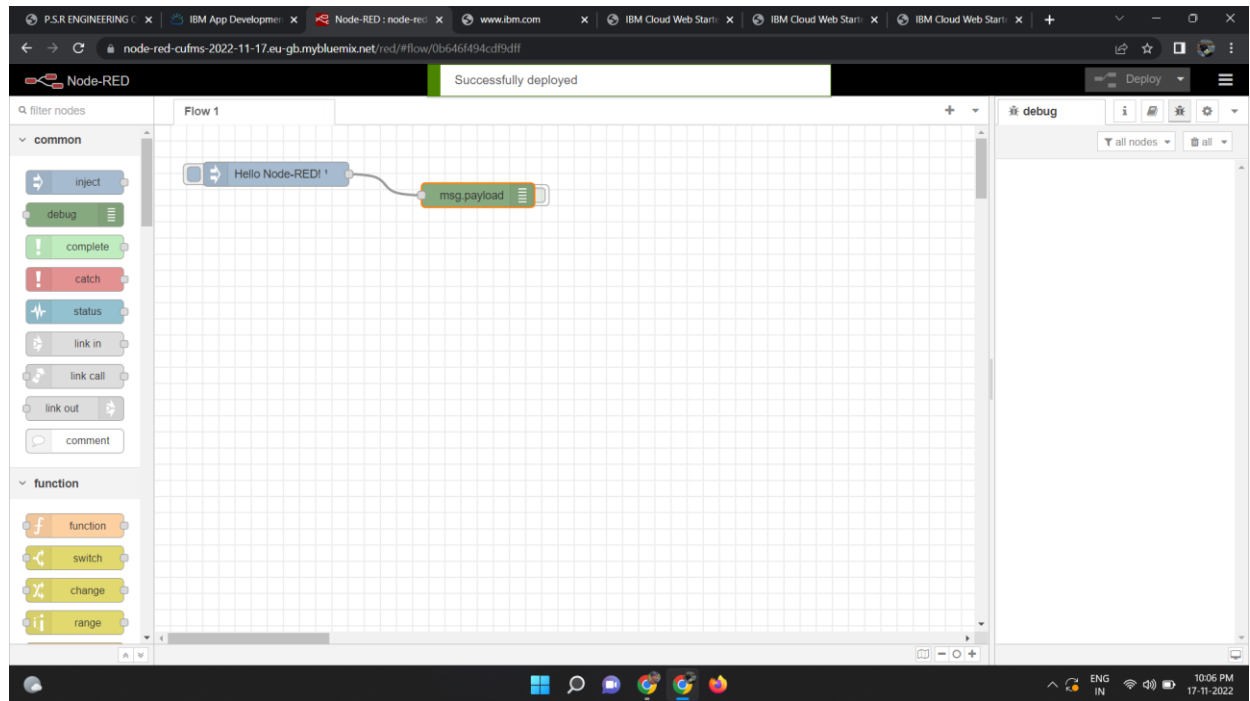 P.S.R ENGINEERING C
IBM App Developmen
Node-RED : node-red
www.ibm.com
IBM Cloud Web Starte
IBM Cloud Web Starte
IBM Cloud Web Starte
node-red-cufms-2022-11-17.eu-gb.mybluemix.net/red/#flow/0b646f494cdf9dff
Node-RED
Successfully deployed
Deploy
filter nodes
Flow 1
debug
i
common
all nodes
all
inject
Hello Node-RED! ¹
msg.payload
debug
complete
catch
status
link in
link call
link out
comment
function
function
switch
change
range
ENG
IN
10:06 PM
17-11-2022